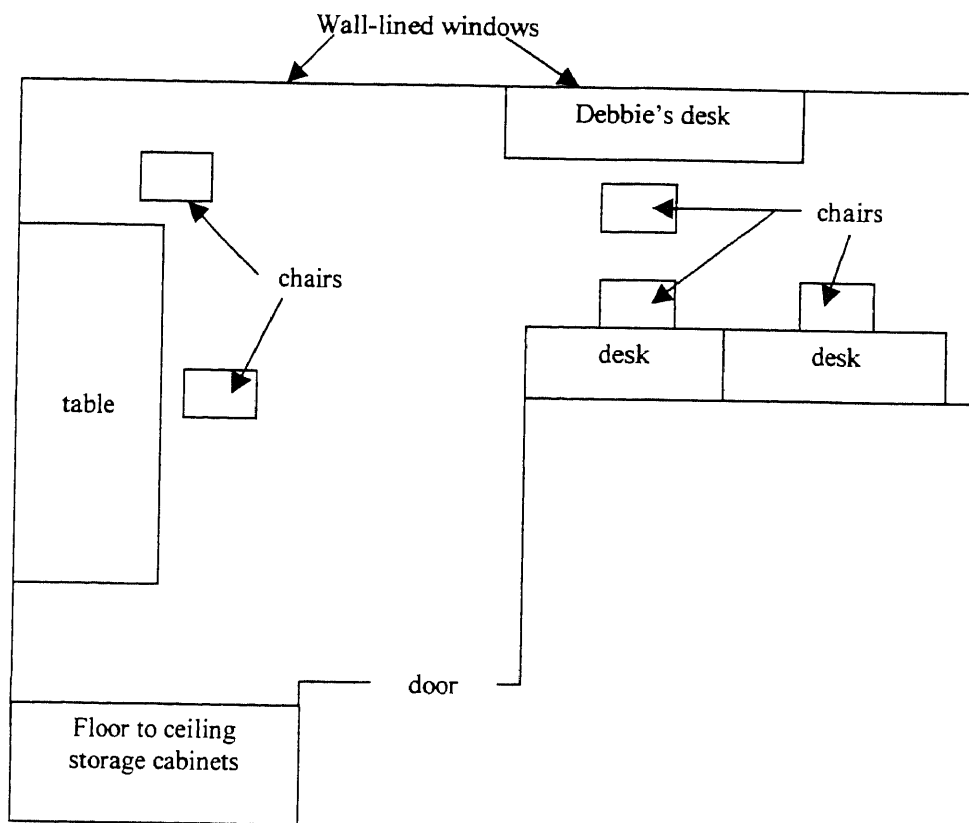 Wall-lined windows
Debbie's desk
chairs
chairs
desk
desk
table
door
Floor to ceiling
storage cabinets